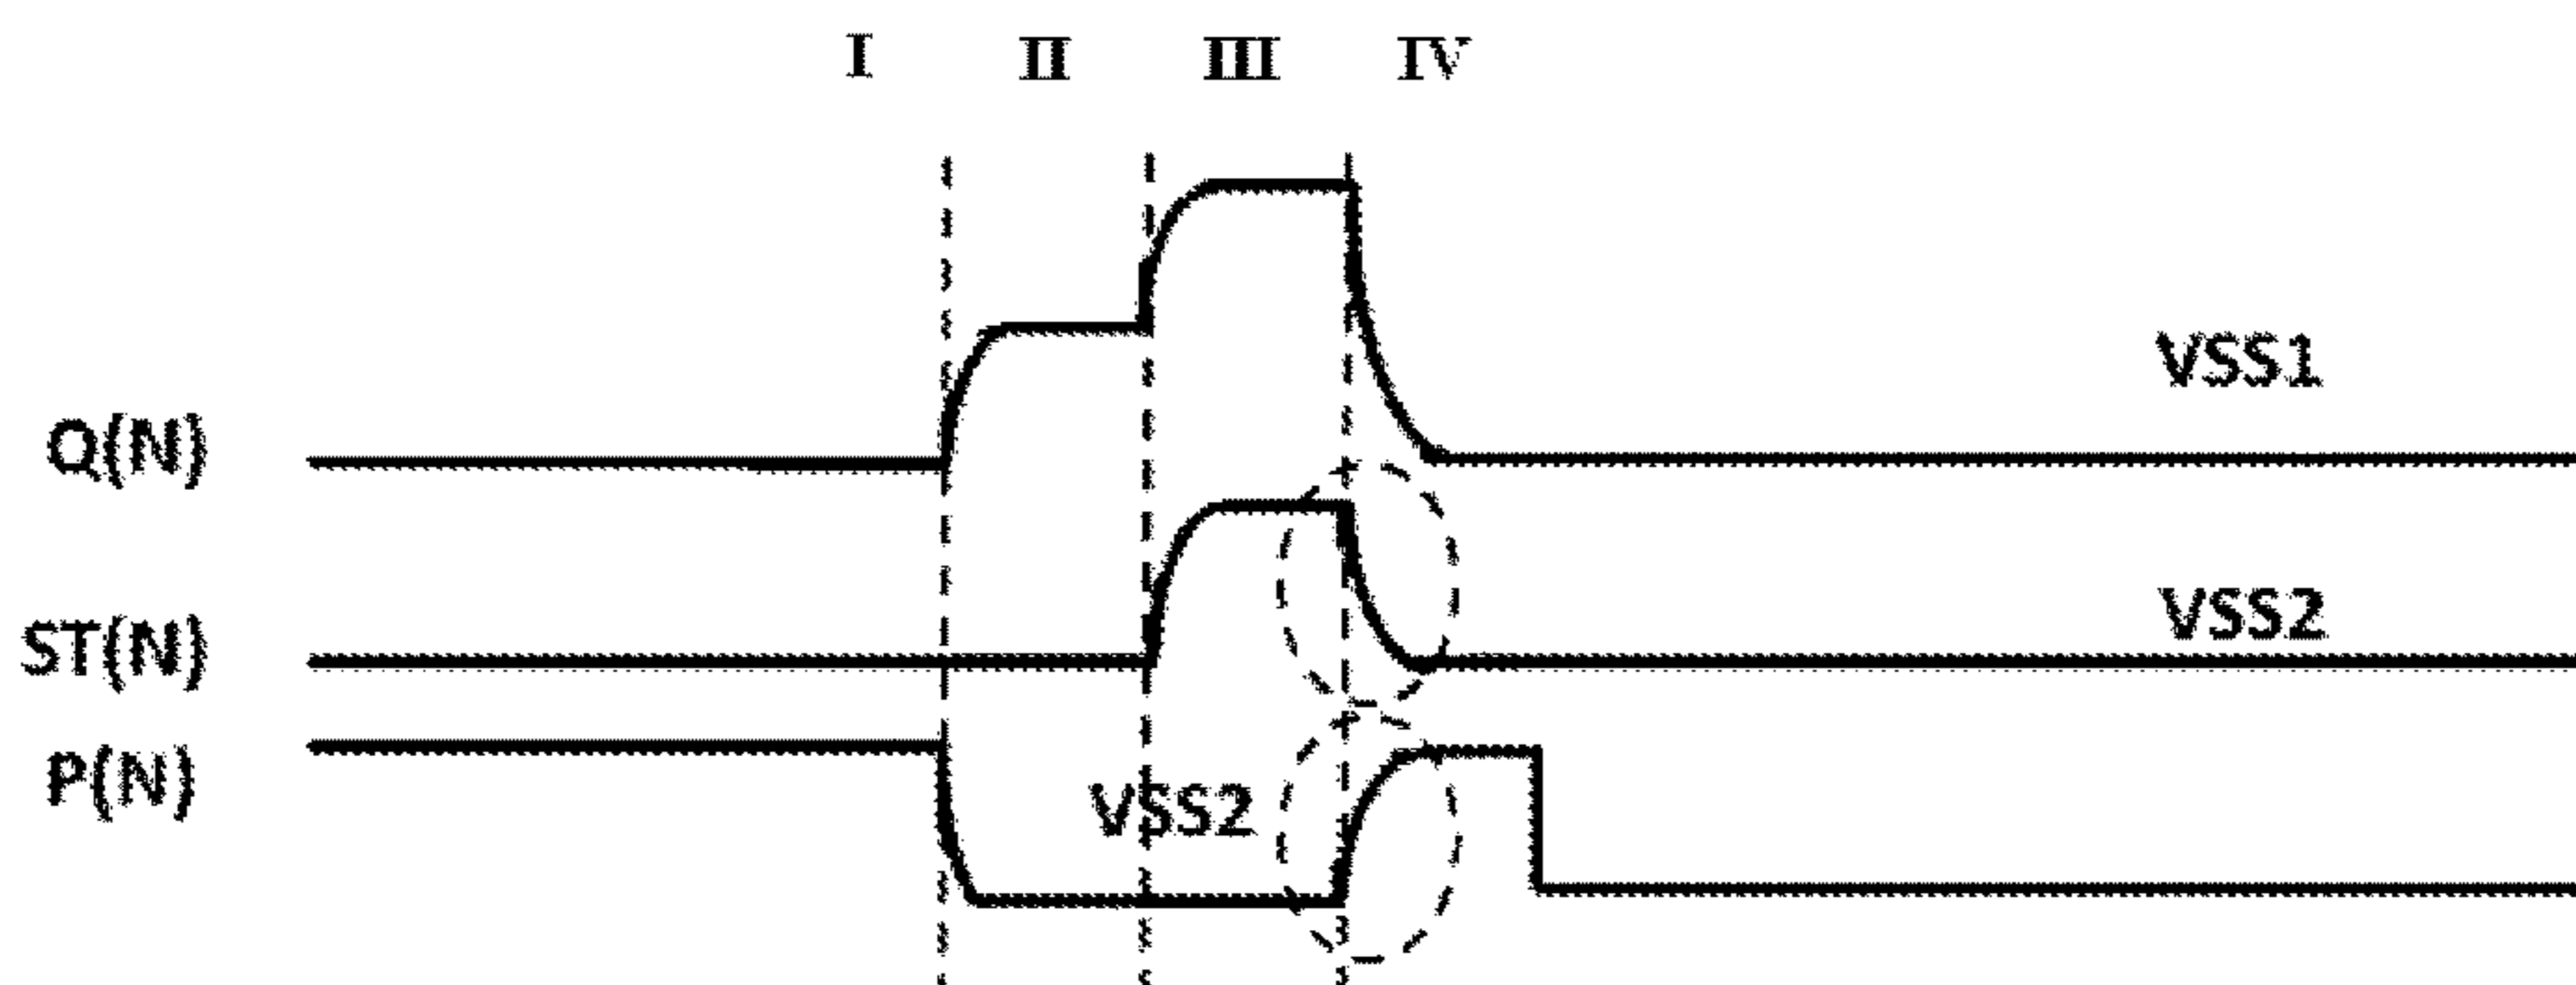 I II III IV
VSS1
Q(N)
VSS2
ST(N)
P(N)
VSS2